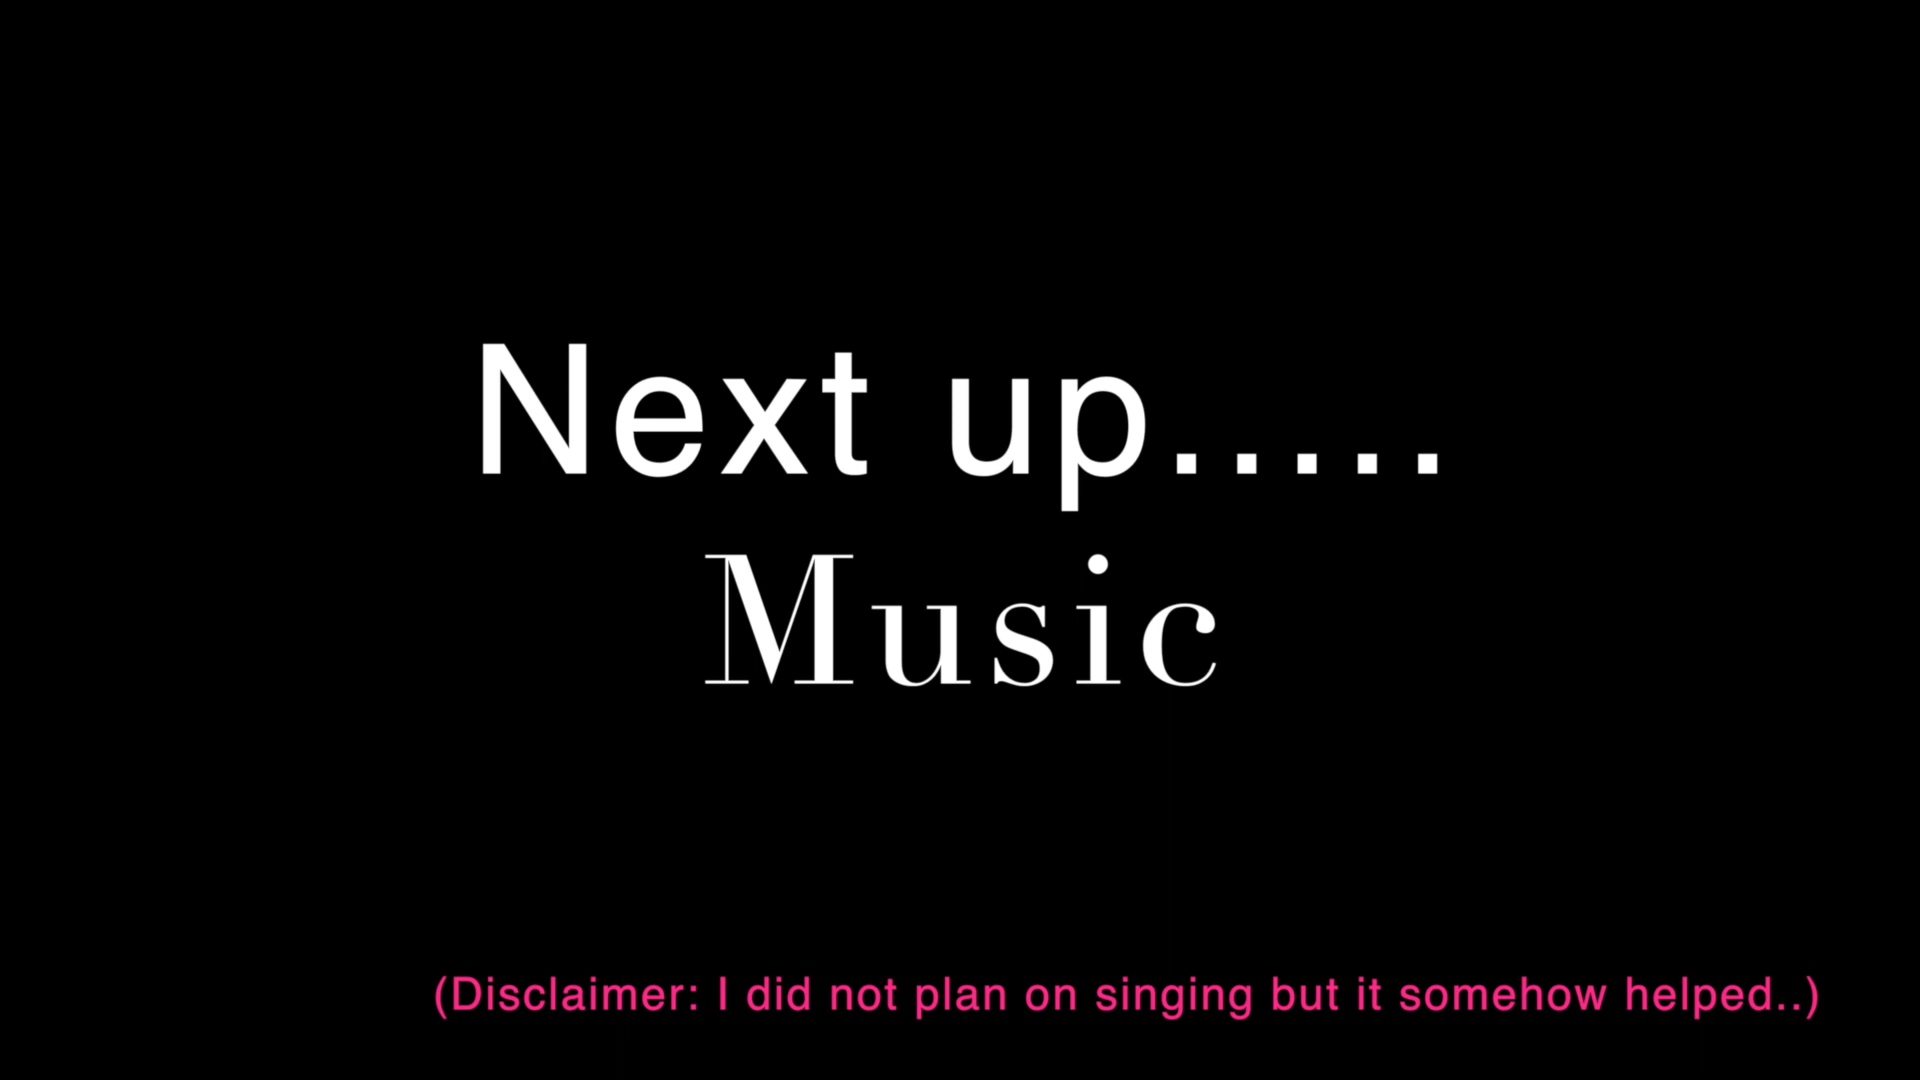 Next up.....
Music
(Disclaimer: I did not plan on singing but it somehow helped..)